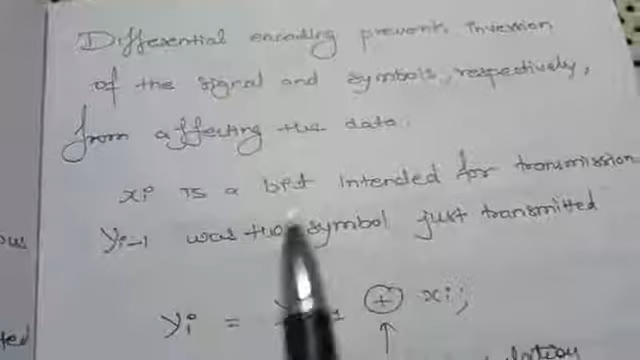 Differential encoding prevents inversion
of the signal and symbols, respectively,
from affecting the data.
xi is a bit intended for transmission
yi-1 was the symbol just transmitted
yi = ⊕ xi;